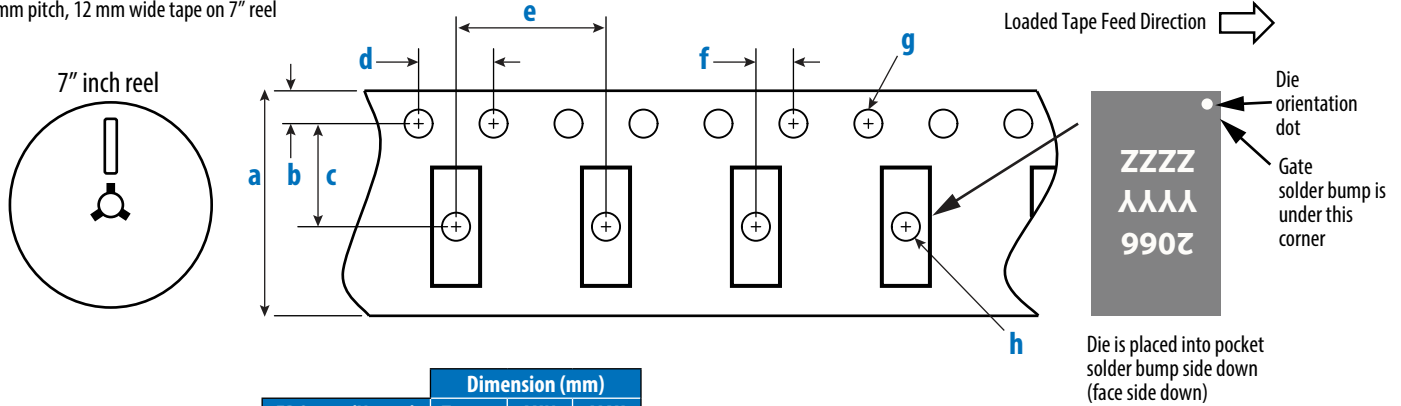 mm pitch, 12 mm wide tape on 7” reel
e
Loaded Tape Feed Direction
d
f
g
7” inch reel
Die
orientation
dot
a
b
c
ZZZZ
YYYY
2066
Gate
solder bump is
under this
corner
h
Die is placed into pocket
solder bump side down
(face side down)
Dimension (mm)